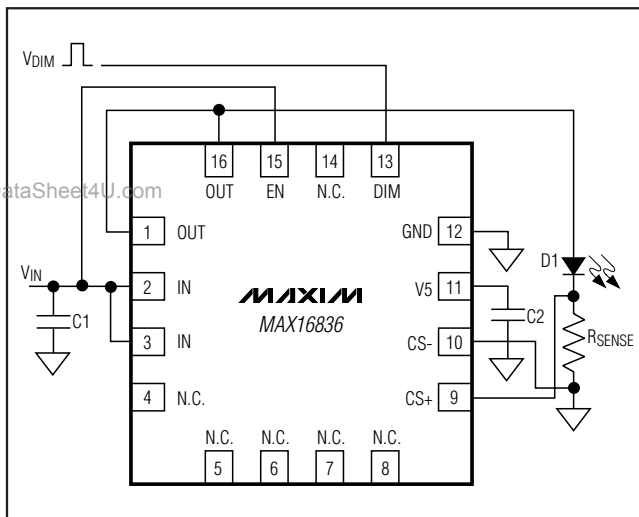 VDIM
16 15 14 13
OUT EN N.C. DIM
DataSheet4U.com
1 OUT
GND 12
VIN
2 IN
D1
V5 11
C1
3 IN
MAXIM
MAX16836
C2
CS- 10
RSENSE
4 N.C.
CS+ 9
N.C. N.C. N.C. N.C.
5 6 7 8